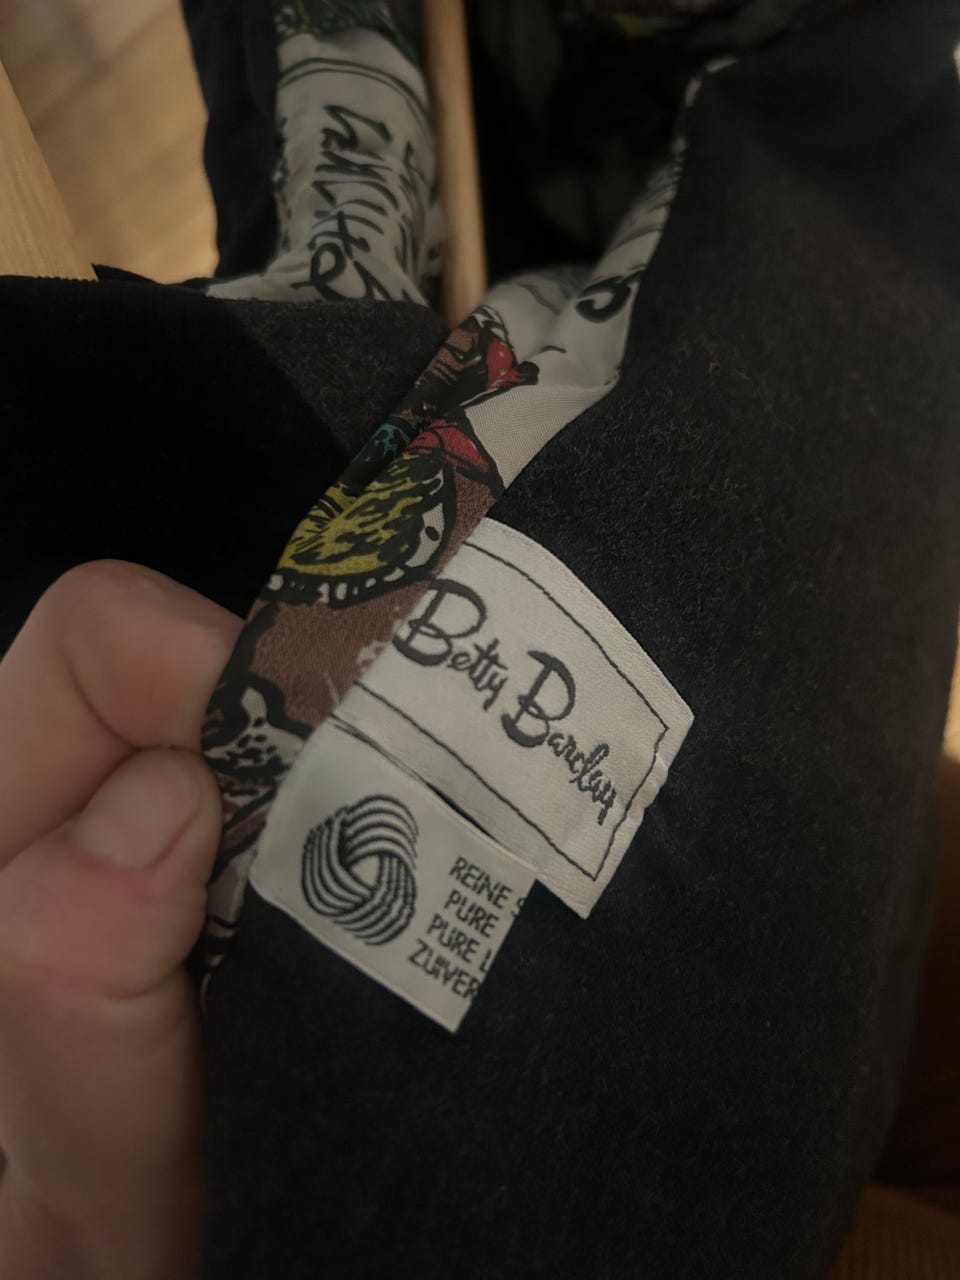 Betty Barclay
REINE S
PURE
PURE L
ZUIVER